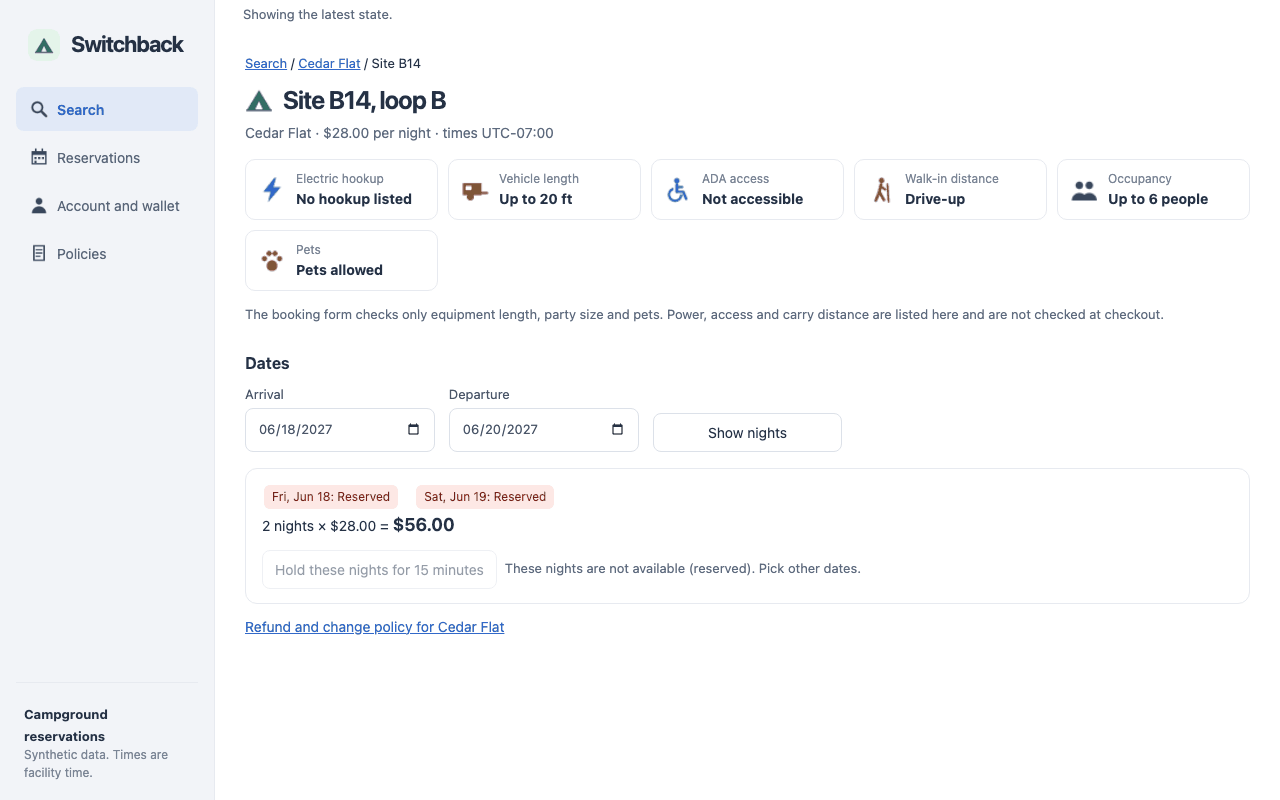 Showing the latest state.
Switchback
Search
Reservations
Account and wallet
Policies
Search / Cedar Flat / Site B14
Site B14, loop B
Cedar Flat · $28.00 per night · times UTC-07:00
Electric hookup
No hookup listed
Vehicle length
Up to 20 ft
ADA access
Not accessible
Walk-in distance
Drive-up
Occupancy
Up to 6 people
Pets
Pets allowed
The booking form checks only equipment length, party size and pets. Power, access and carry distance are listed here and are not checked at checkout.
Dates
Arrival
06/18/2027
Departure
06/20/2027
Show nights
Fri, Jun 18: Reserved
Sat, Jun 19: Reserved
2 nights × $28.00 = $56.00
Hold these nights for 15 minutes
These nights are not available (reserved). Pick other dates.
Refund and change policy for Cedar Flat
Campground
reservations
Synthetic data. Times are
facility time.